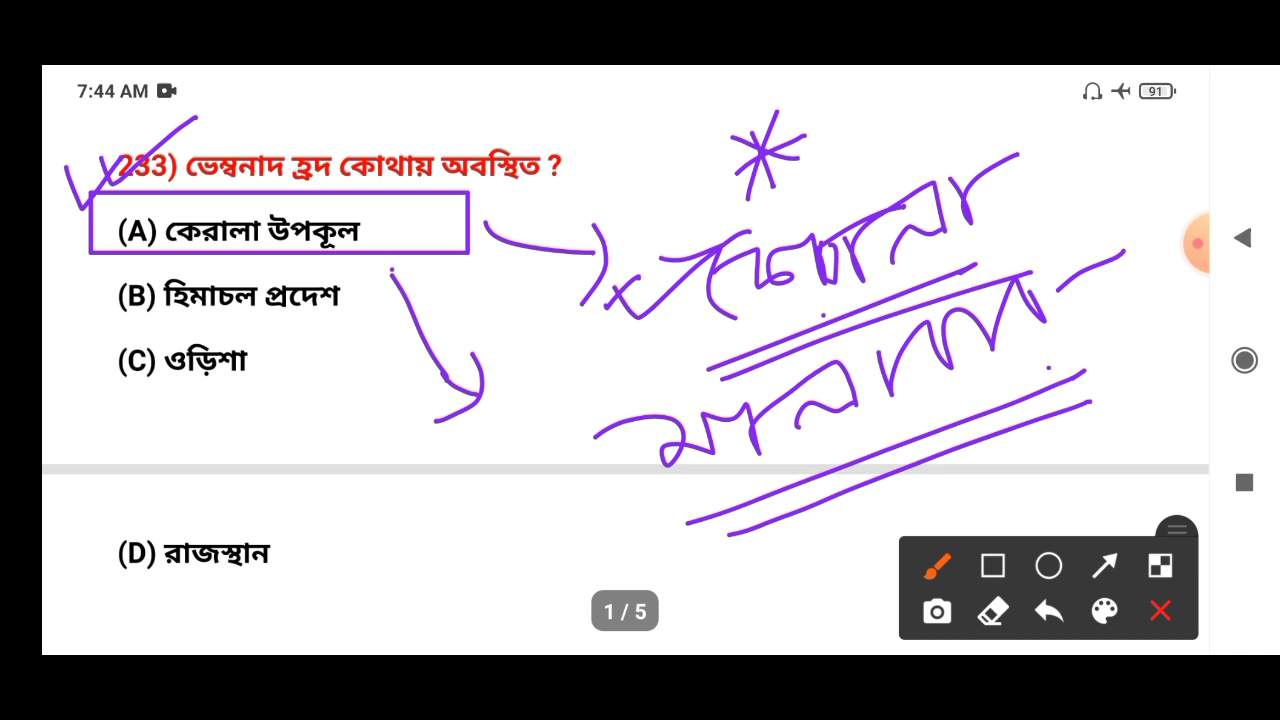 7:44 AM
91
233) ভেম্বনাদ হ্রদ কোথায় অবস্থিত ?
(A) কেরালা উপকূল
(B) হিমাচল প্রদেশ
(C) ওড়িশা
(D) রাজস্থান
1 / 5